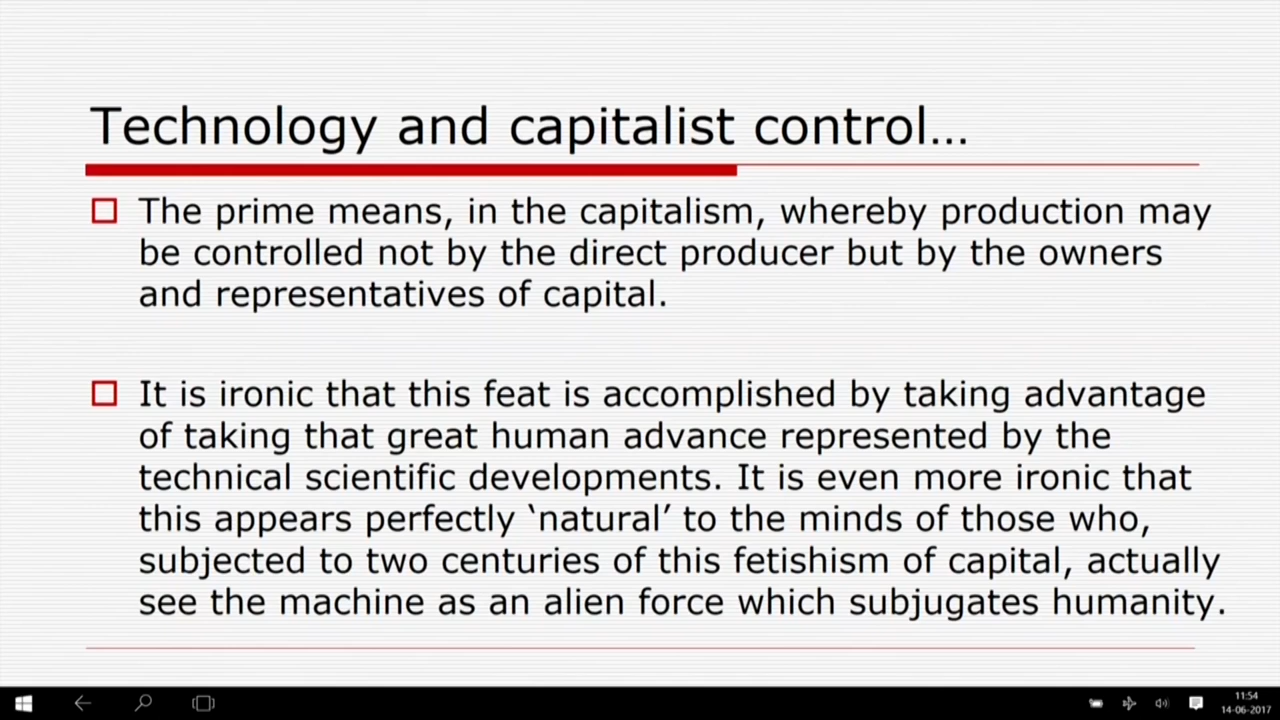 Technology and capitalist control…
The prime means, in the capitalism, whereby production may
be controlled not by the direct producer but by the owners
and representatives of capital.
It is ironic that this feat is accomplished by taking advantage
of taking that great human advance represented by the
technical scientific developments. It is even more ironic that
this appears perfectly ‘natural’ to the minds of those who,
subjected to two centuries of this fetishism of capital, actually
see the machine as an alien force which subjugates humanity.
11:54
14-06-2017